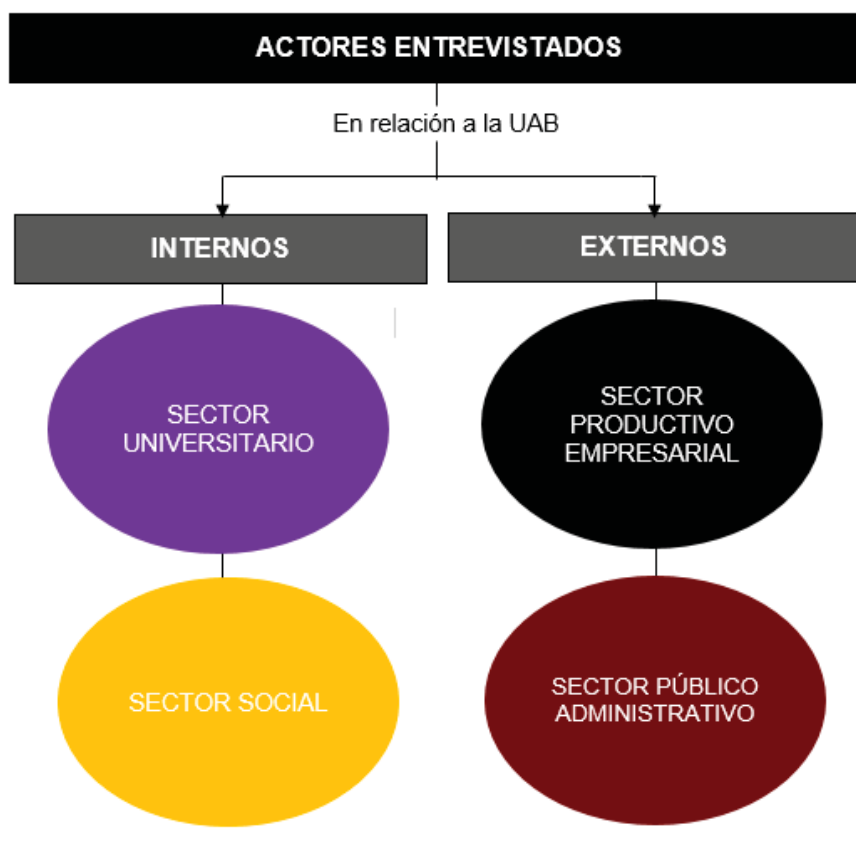 ACTORES ENTREVISTADOS
En relación a la UAB
INTERNOS
EXTERNOS
SECTOR
UNIVERSITARIO
SECTOR
PRODUCTIVO
EMPRESARIAL
SECTOR SOCIAL
SECTOR PÚBLICO
ADMINISTRATIVO